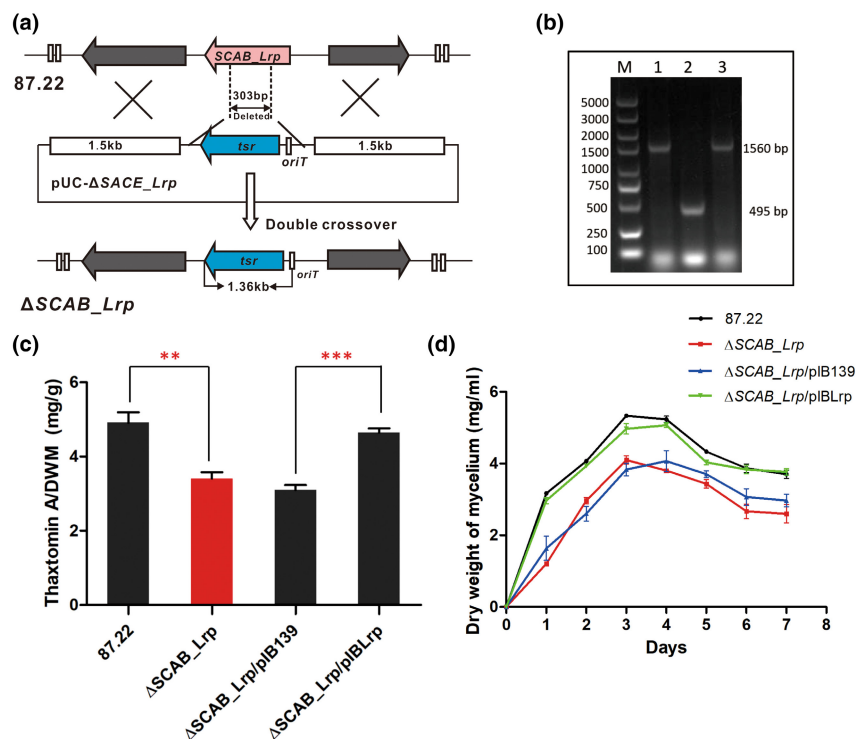 (a)
SCAB_Lrp
87.22
303bp
Deleted
1.5kb
tsr
oriT
1.5kb
pUC-ΔSACE_Lrp
Double crossover
tsr
oriT
1.36kb
ΔSCAB_Lrp
(b)
M 1 2 3
5000
3000
2000
1500
1000
750
500
250
100
1560 bp
495 bp
(c)
** ***
Thaxtomin A/DWM (mg/g)
6
4
2
0
87.22
ΔSCAB_Lrp
ΔSCAB_Lrp/pIB139
ΔSCAB_Lrp/pIBLrp
(d)
87.22
ΔSCAB_Lrp
ΔSCAB_Lrp/pIB139
ΔSCAB_Lrp/pIBLrp
Dry weight of mycelium (mg/ml)
6
4
2
0
0 1 2 3 4 5 6 7 8
Days